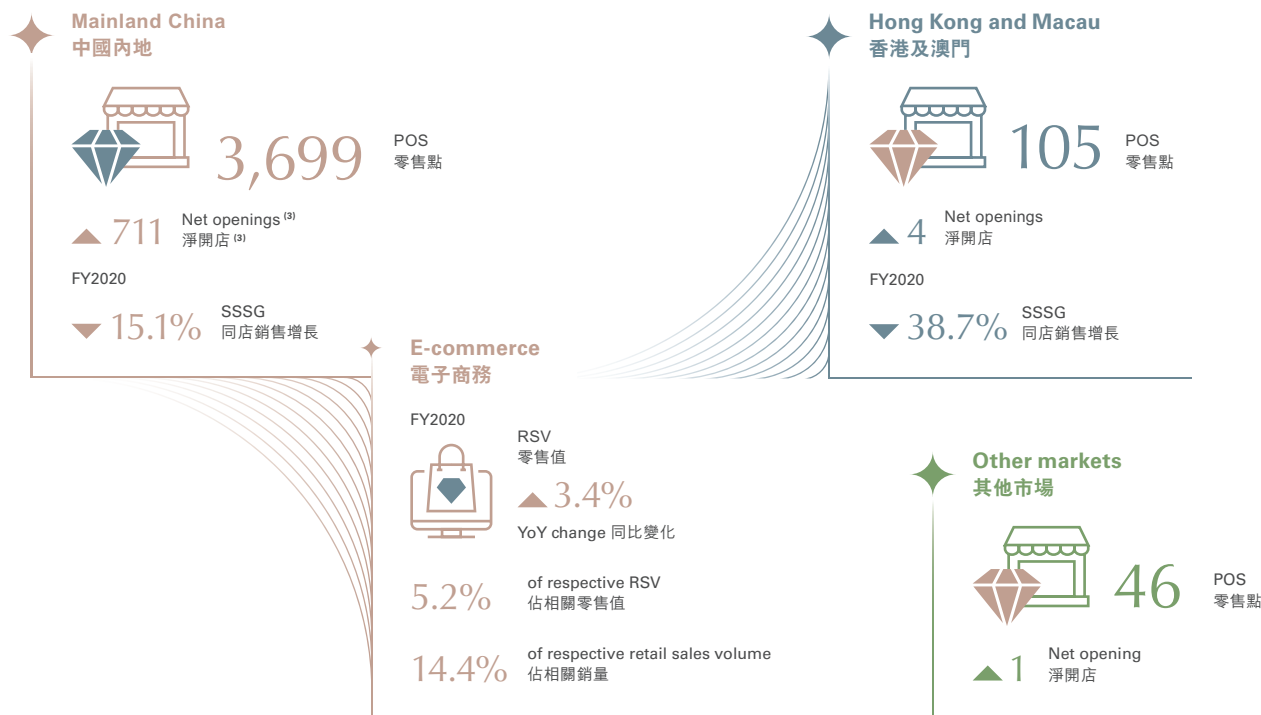 Mainland China
中國內地
3,699
POS
零售點
711
Net openings (3)
淨開店 (3)
FY2020
15.1%
SSSG
同店銷售增長
E-commerce
電子商務
FY2020
RSV
零售值
3.4%
YoY change 同比變化
5.2%
of respective RSV
佔相關零售值
14.4%
of respective retail sales volume
佔相關銷量
Hong Kong and Macau
香港及澳門
105
POS
零售點
4
Net openings
淨開店
FY2020
38.7%
SSSG
同店銷售增長
Other markets
其他市場
46
POS
零售點
1
Net opening
淨開店